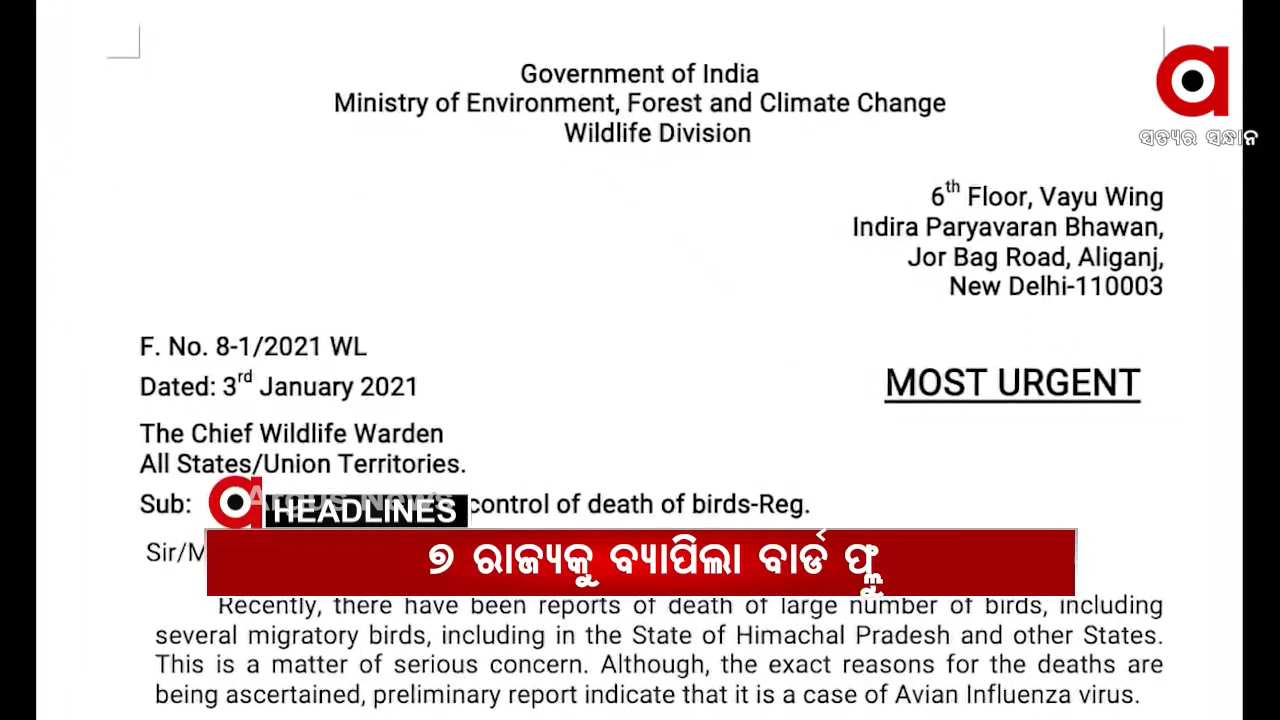 Government of India
Ministry of Environment, Forest and Climate Change
Wildlife Division
ସତ୍ୟର ସନ୍ଧାନ
6th Floor, Vayu Wing
Indira Paryavaran Bhawan,
Jor Bag Road, Aliganj,
New Delhi-110003
F. No. 8-1/2021 WL
Dated: 3rd January 2021
MOST URGENT
The Chief Wildlife Warden
All States/Union Territories.
Sub: control of death of birds-Reg.
Argus News
HEADLINES
Sir/M
୭ ରାଜ୍ୟକୁ ବ୍ୟାପିଲା ବାର୍ଡ ଫ୍ଲୁ
Recently, there have been reports of death of large number of birds, including
several migratory birds, including in the State of Himachal Pradesh and other States.
This is a matter of serious concern. Although, the exact reasons for the deaths are
being ascertained, preliminary report indicate that it is a case of Avian Influenza virus.